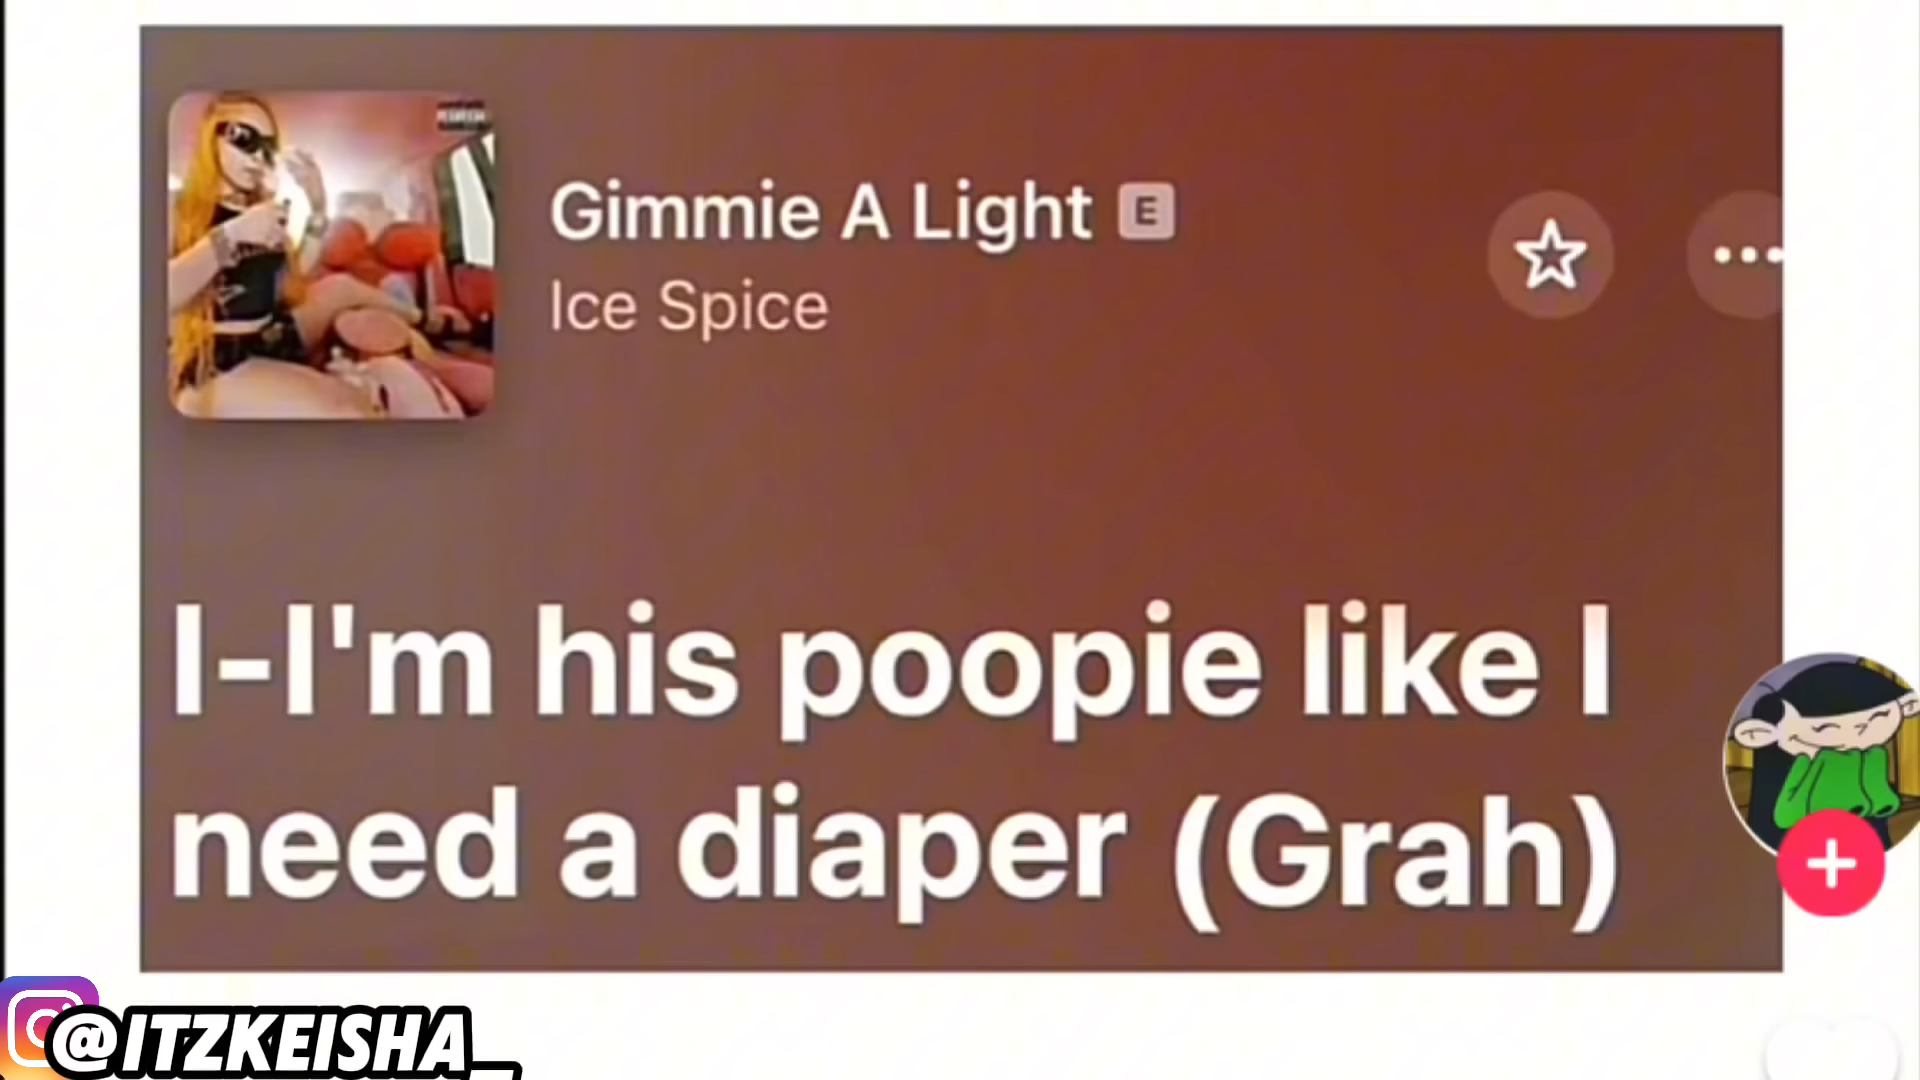 Gimmie A Light E
Ice Spice
I-I'm his poopie like I
need a diaper (Grah)
@ITZKEISHA_